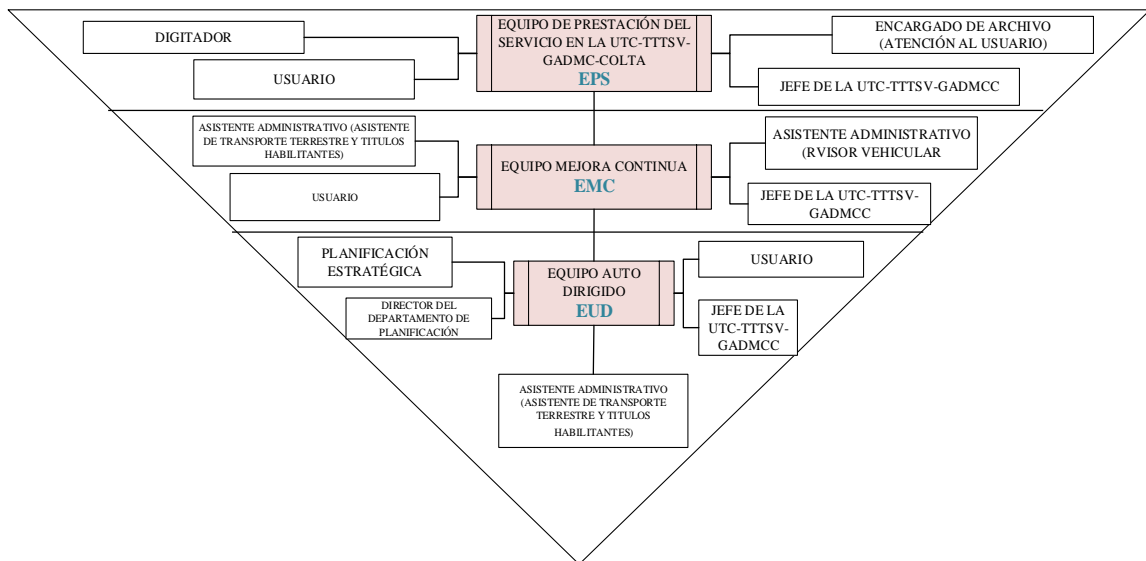 DIGITADOR
USUARIO
EQUIPO DE PRESTACIÓN DEL
SERVICIO EN LA UTC-TTTSV-
GADMC-COLTA
EPS
ENCARGADO DE ARCHIVO
(ATENCIÓN AL USUARIO)
JEFE DE LA UTC-TTTSV-GADMCC
ASISTENTE ADMINISTRATIVO (ASISTENTE
DE TRANSPORTE TERRESTRE Y TITULOS
HABILITANTES)
USUARIO
EQUIPO MEJORA CONTINUA
EMC
ASISTENTE ADMINISTRATIVO
(RVISOR VEHICULAR
JEFE DE LA UTC-TTTSV-
GADMCC
PLANIFICACIÓN
ESTRATÉGICA
DIRECTOR DEL
DEPARTAMENTO DE
PLANIFICACIÓN
EQUIPO AUTO
DIRIGIDO
EUD
USUARIO
JEFE DE LA
UTC-TTTSV-
GADMCC
ASISTENTE ADMINISTRATIVO
(ASISTENTE DE TRANSPORTE
TERRESTRE Y TITULOS
HABILITANTES)